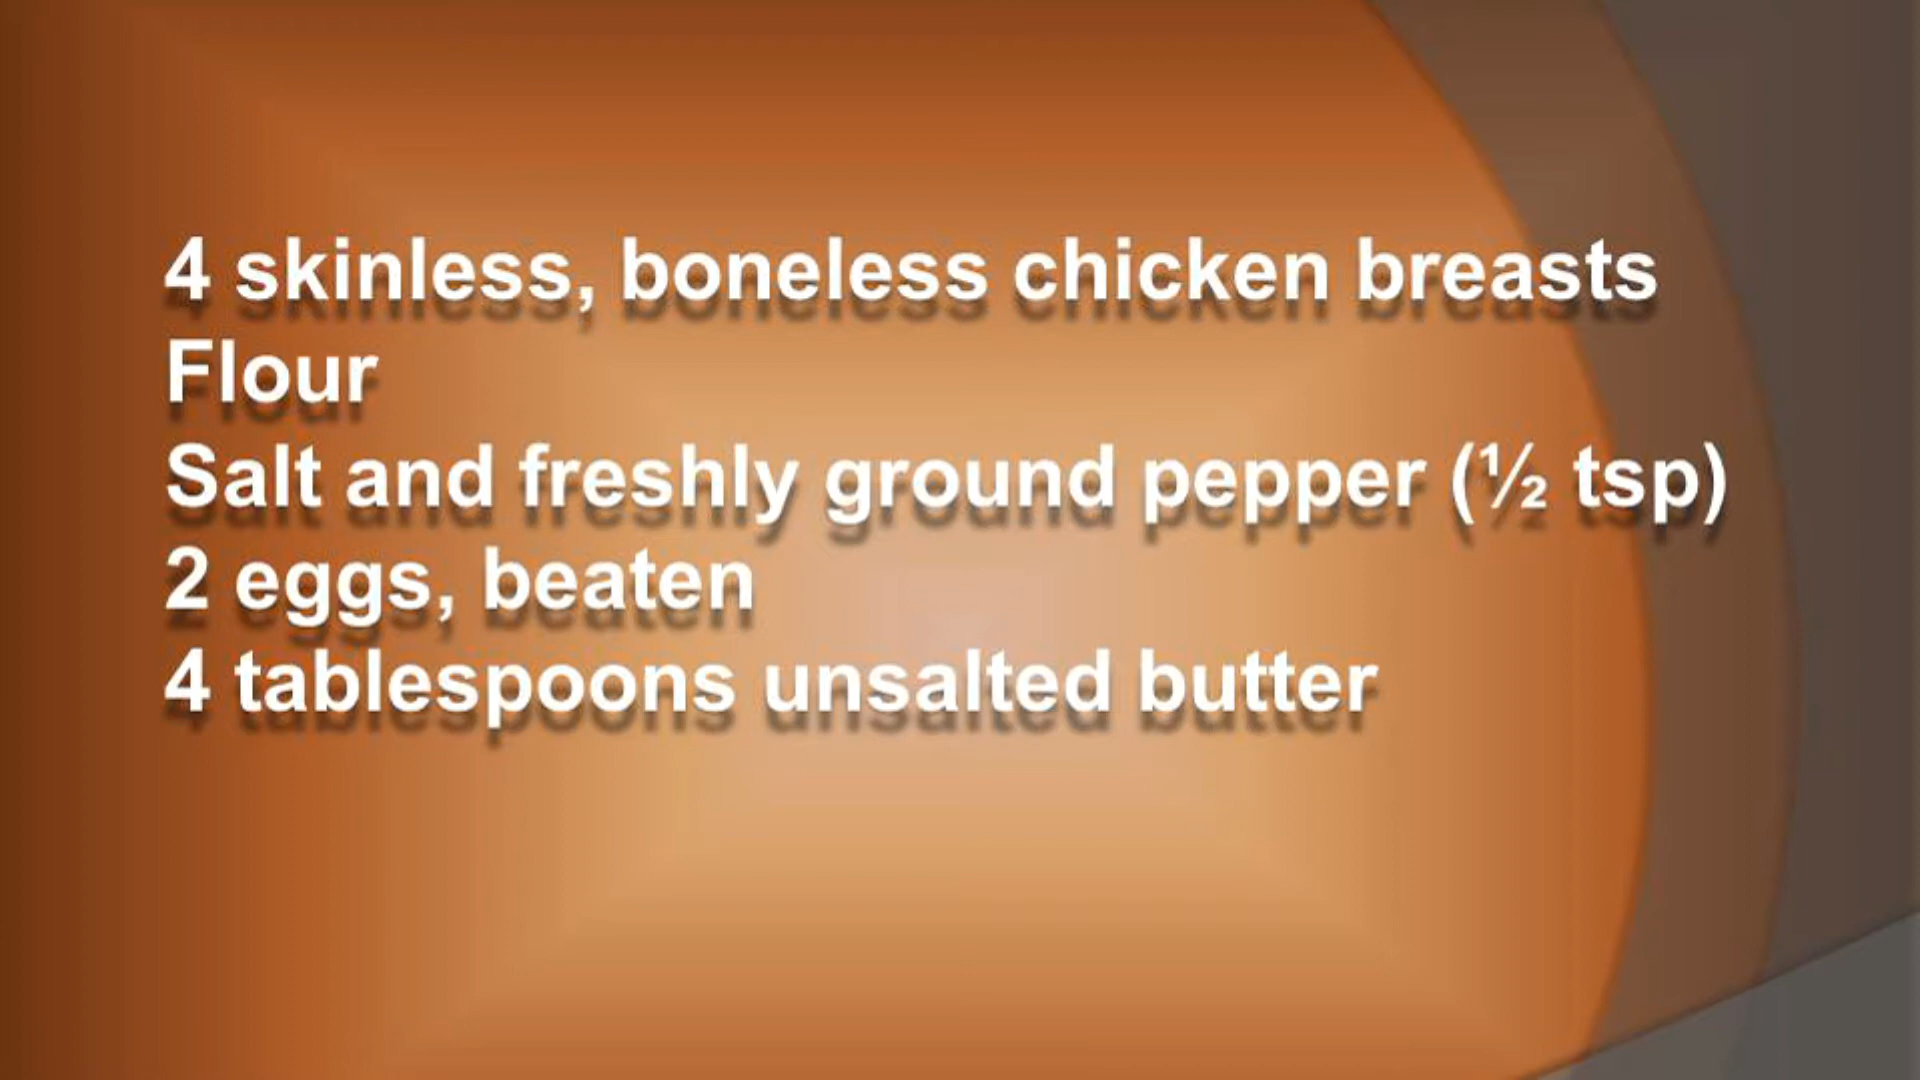 4 skinless, boneless chicken breasts
Flour
Salt and freshly ground pepper (½ tsp)
2 eggs, beaten
4 tablespoons unsalted butter